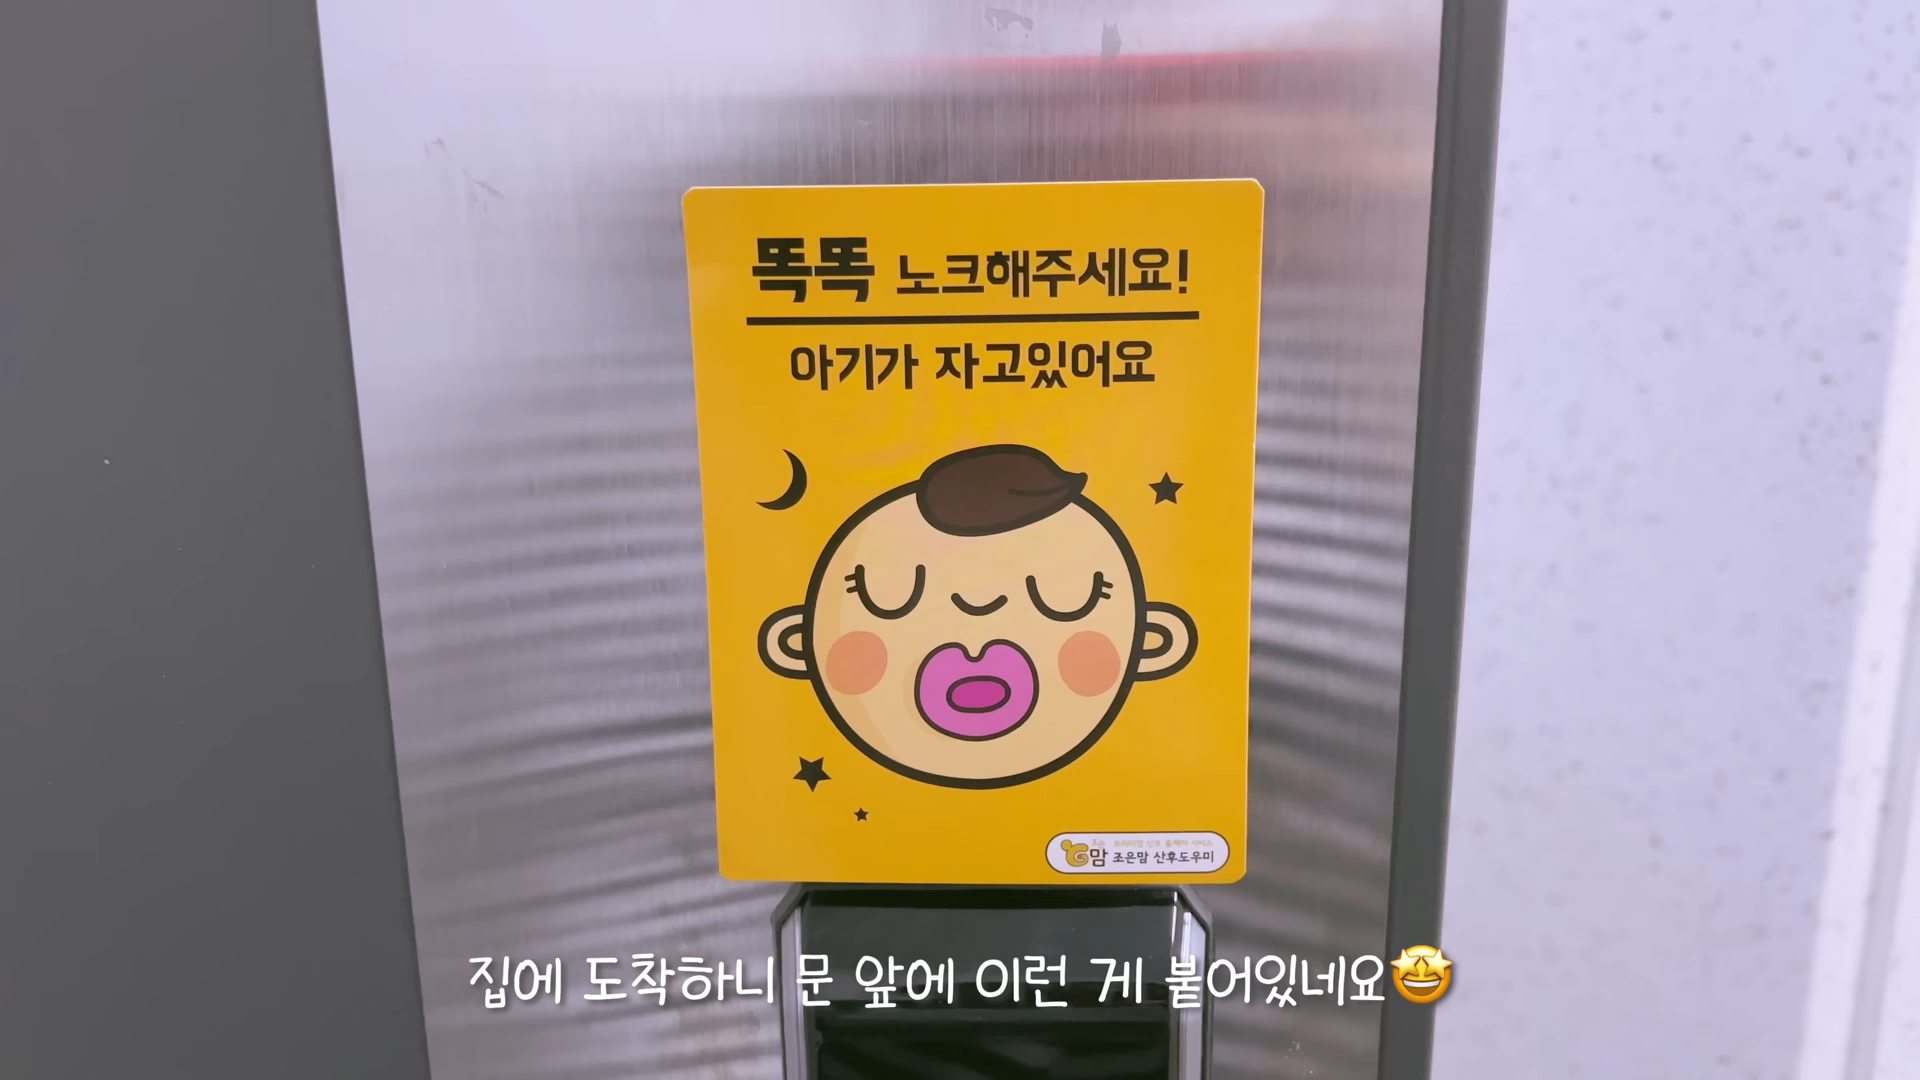 똑똑 노크해주세요!
아기가 자고있어요
맘 조은맘 산후도우미
집에 도착하니 문 앞에 이런 게 붙어있네요🤩